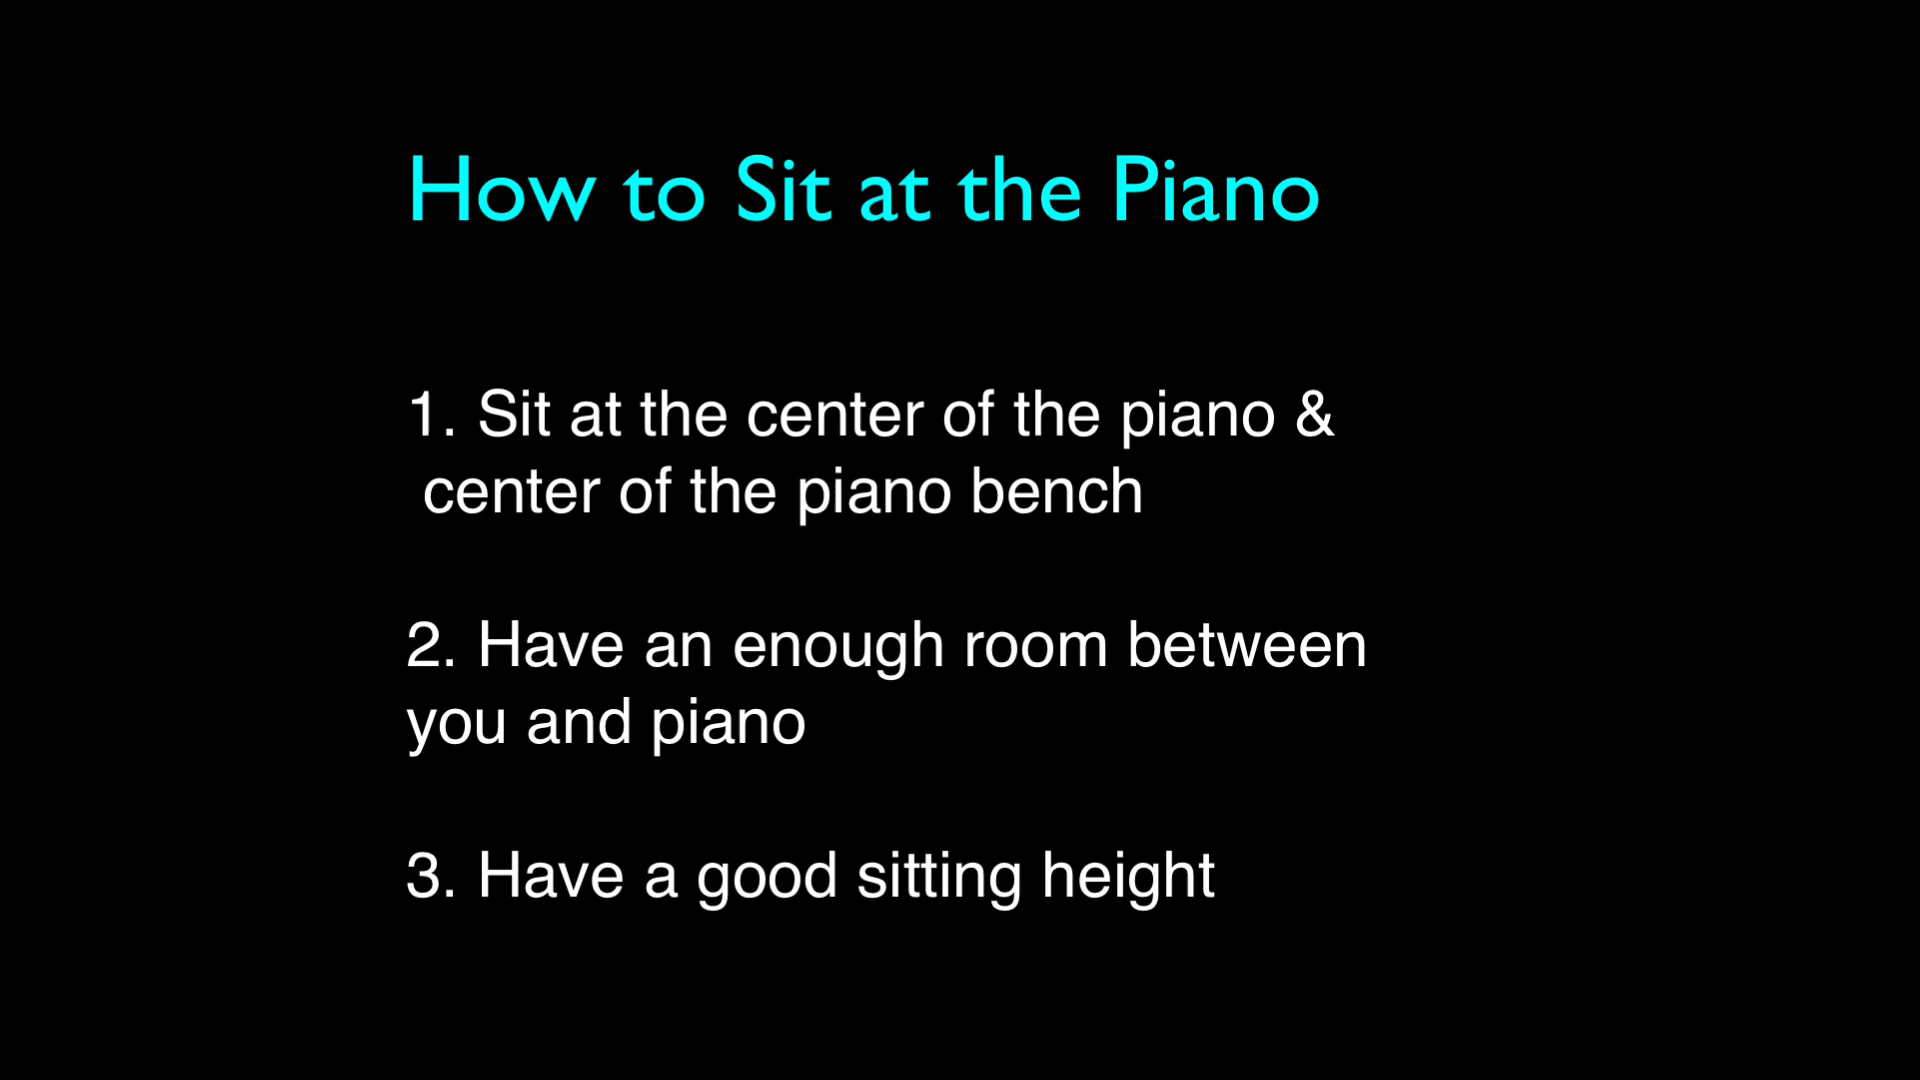 How to Sit at the Piano
1. Sit at the center of the piano &
center of the piano bench
2. Have an enough room between
you and piano
3. Have a good sitting height